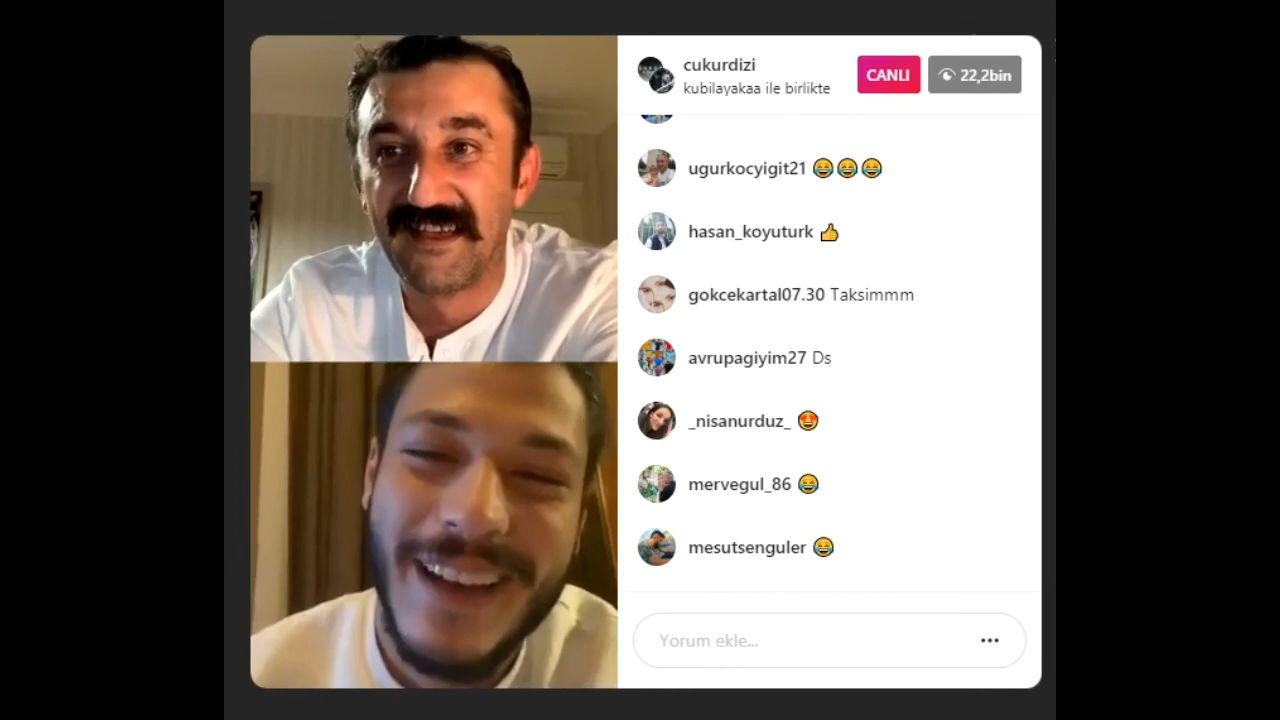 cukurdizi
kubilayakaa ile birlikte
CANLI
22,2bin
ugurkocyigit21 😂😂😂
hasan_koyuturk 👍
gokcekartal07.30 Taksimmm
avrupagiyim27 Ds
_nisanurduz_ 😍
mervegul_86 😂
mesutsenguler 😂
Yorum ekle...